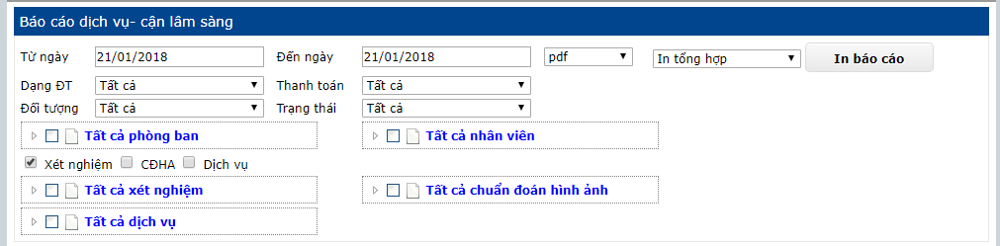 Báo cáo dịch vụ- cận lâm sàng
Từ ngày 21/01/2018 Đến ngày 21/01/2018 pdf In tổng hợp In báo cáo
Dạng ĐT Tất cả Thanh toán Tất cả
Đối tượng Tất cả Trạng thái Tất cả
Tất cả phòng ban Tất cả nhân viên
Xét nghiệm CĐHA Dịch vụ
Tất cả xét nghiệm Tất cả chuẩn đoán hình ảnh
Tất cả dịch vụ